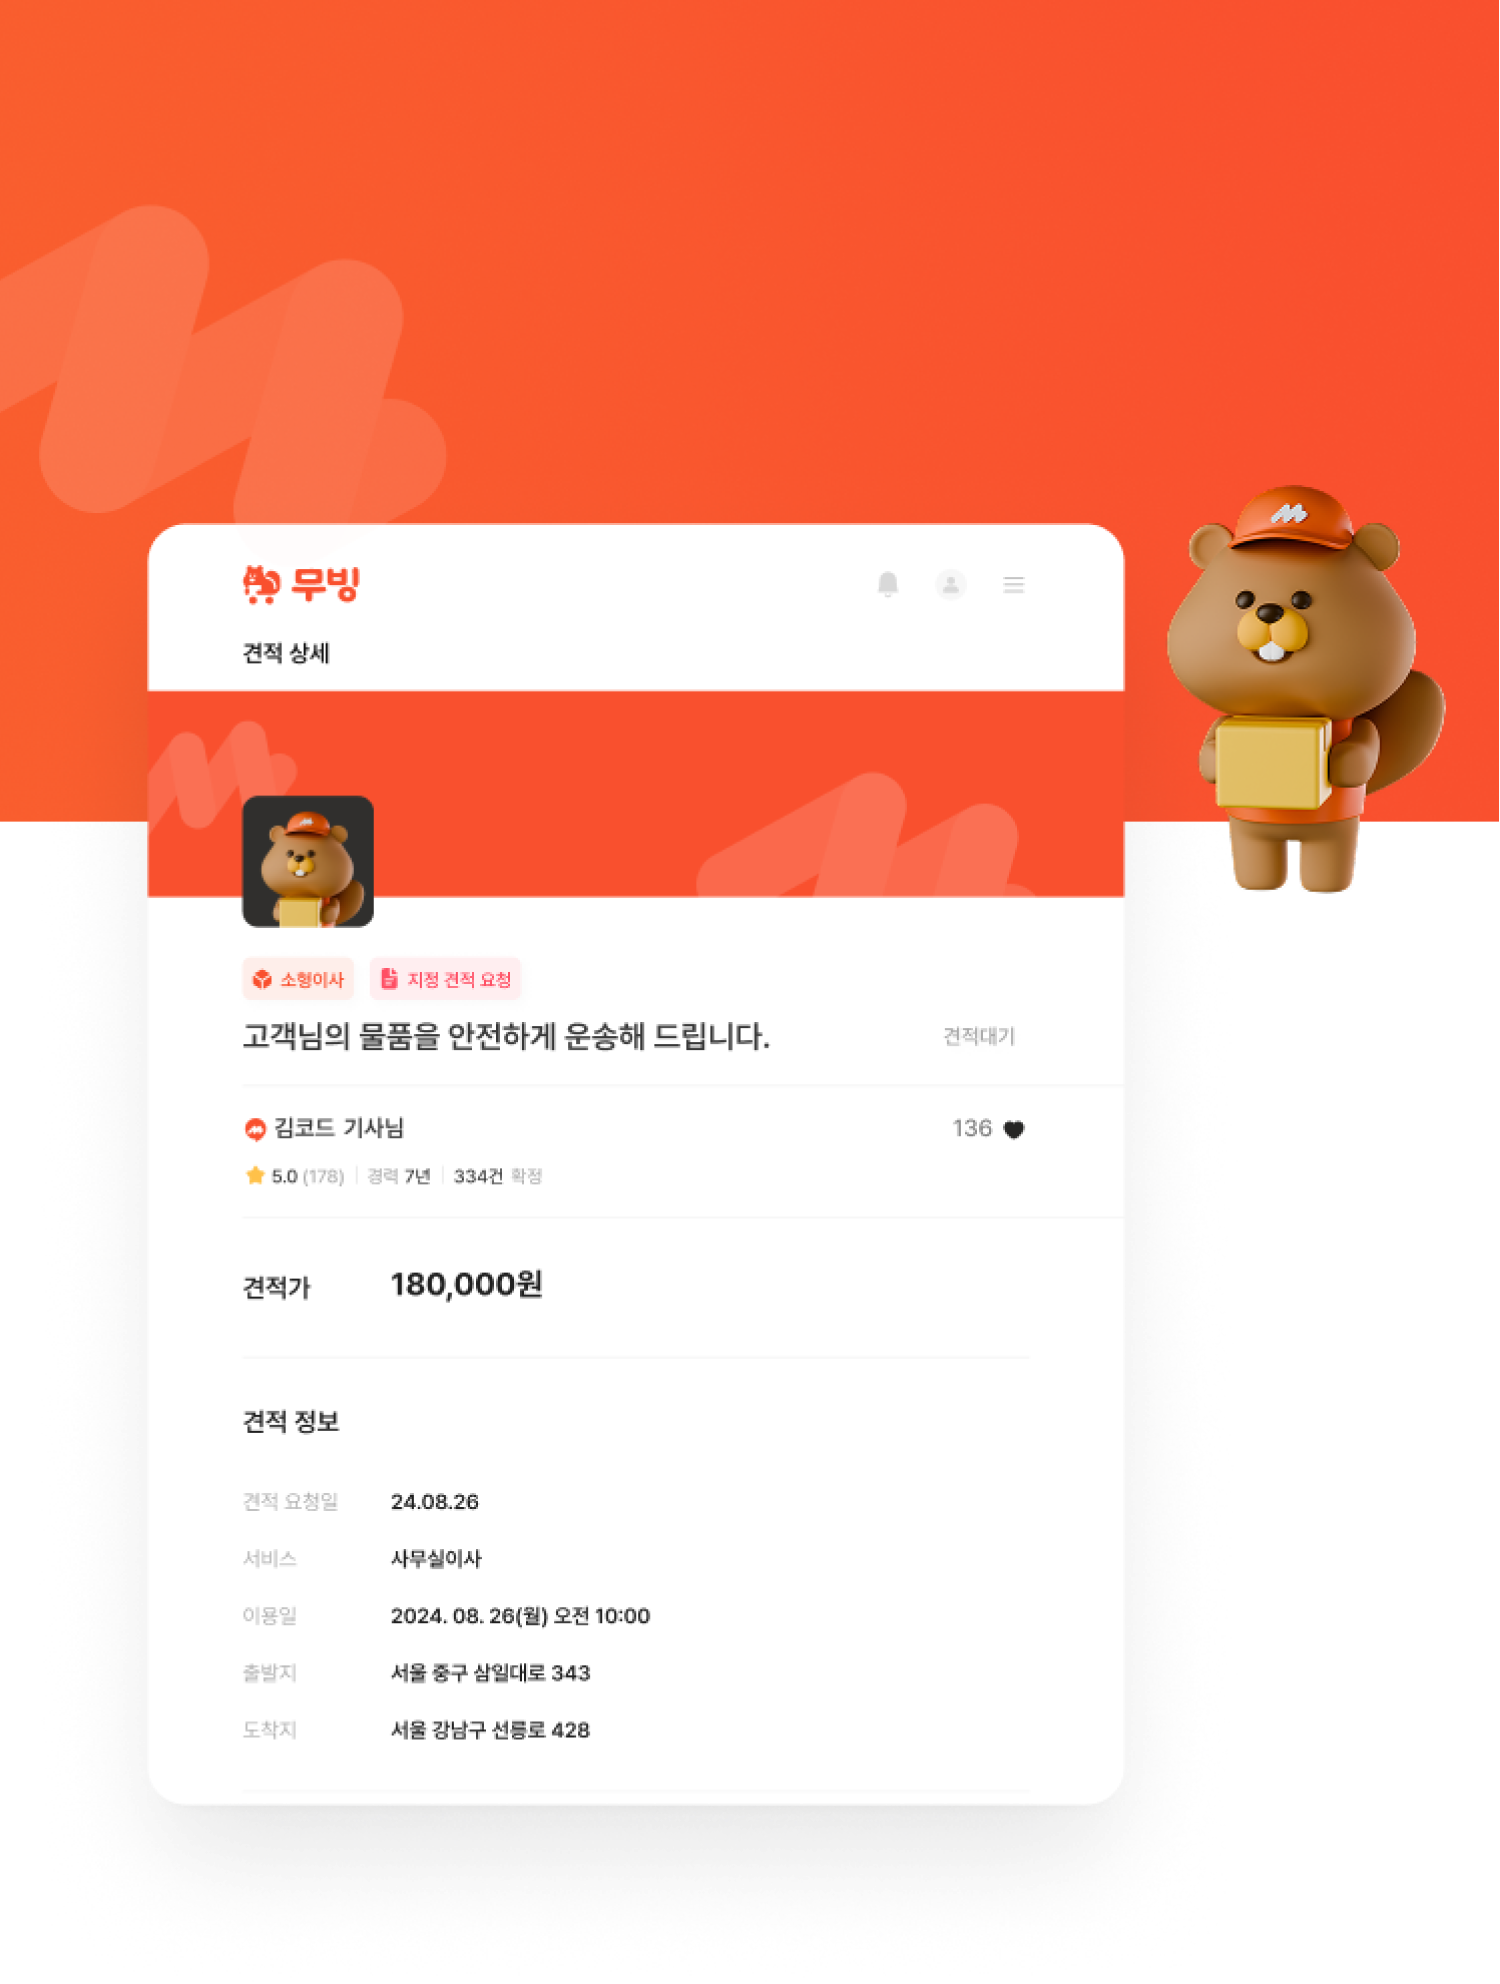 무빙
견적 상세
소형이사 지정 견적 요청
고객님의 물품을 안전하게 운송해 드립니다. 견적대기
김코드 기사님 136
5.0 (178) 경력 7년 334건 확정
견적가 180,000원
견적 정보
견적 요청일 24.08.26
서비스 사무실이사
이용일 2024. 08. 26(월) 오전 10:00
출발지 서울 중구 삼일대로 343
도착지 서울 강남구 선릉로 428